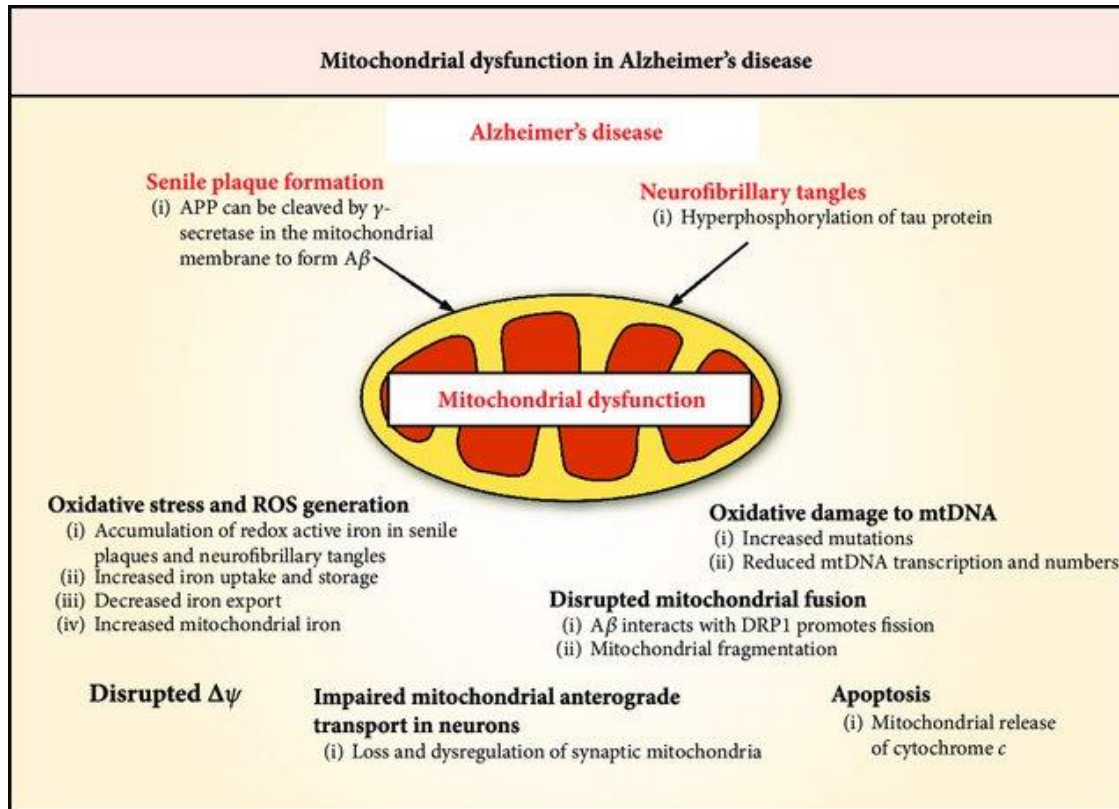 Mitochondrial dysfunction in Alzheimer's disease
Alzheimer's disease
Senile plaque formation
(i) APP can be cleaved by γ-
secretase in the mitochondrial
membrane to form Aβ
Neurofibrillary tangles
(i) Hyperphosphorylation of tau protein
Mitochondrial dysfunction
Oxidative stress and ROS generation
(i) Accumulation of redox active iron in senile
plaques and neurofibrillary tangles
(ii) Increased iron uptake and storage
(iii) Decreased iron export
(iv) Increased mitochondrial iron
Oxidative damage to mtDNA
(i) Increased mutations
(ii) Reduced mtDNA transcription and numbers
Disrupted mitochondrial fusion
(i) Aβ interacts with DRP1 promotes fission
(ii) Mitochondrial fragmentation
Disrupted Δψ
Impaired mitochondrial anterograde
transport in neurons
(i) Loss and dysregulation of synaptic mitochondria
Apoptosis
(i) Mitochondrial release
of cytochrome c